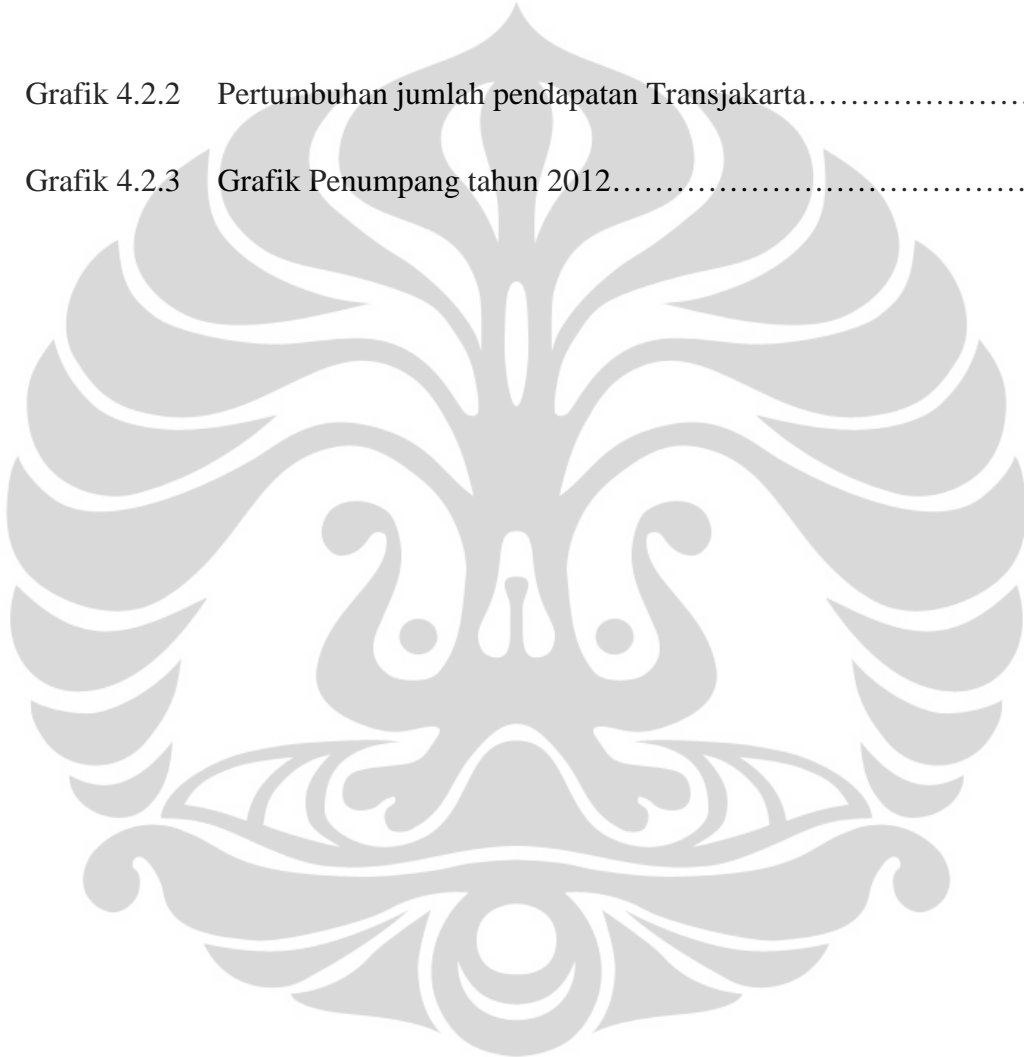 Grafik 4.2.2 Pertumbuhan jumlah pendapatan Transjakarta………………….
Grafik 4.2.3 Grafik Penumpang tahun 2012……………………………………….